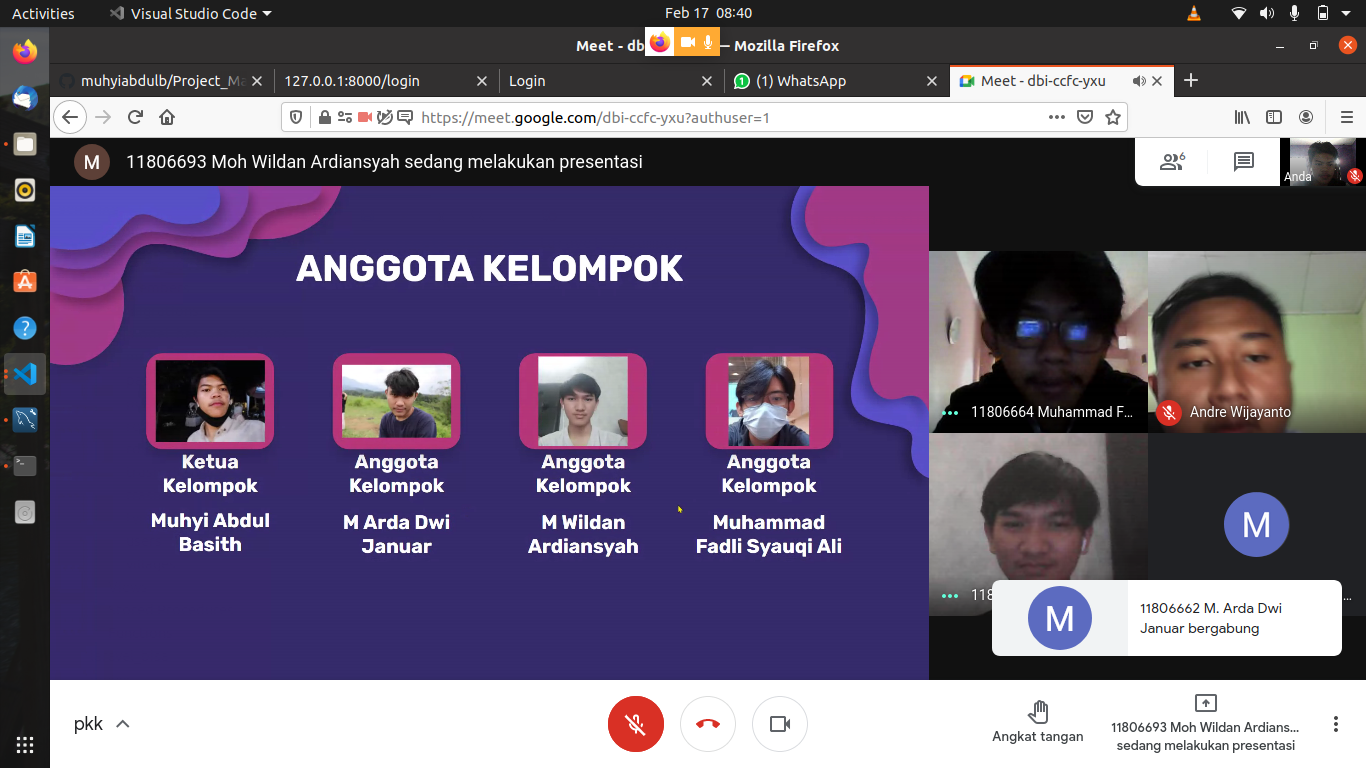 Activities
Visual Studio Code
Feb 17 08:40
Meet - db
— Mozilla Firefox
muhyiabdulb/Project_Ma
127.0.0.1:8000/login
Login
1
(1) WhatsApp
Meet - dbi-ccfc-yxu
https://meet.google.com/dbi-ccfc-yxu?authuser=1
M
11806693 Moh Wildan Ardiansyah sedang melakukan presentasi
6
Anda
ANGGOTA KELOMPOK
Ketua
Kelompok
Muhyi Abdul
Basith
Anggota
Kelompok
M Arda Dwi
Januar
Anggota
Kelompok
M Wildan
Ardiansyah
Anggota
Kelompok
Muhammad
Fadli Syauqi Ali
11806664 Muhammad F...
Andre Wijayanto
M
118
...
M
11806662 M. Arda Dwi
Januar bergabung
pkk
Angkat tangan
11806693 Moh Wildan Ardians...
sedang melakukan presentasi